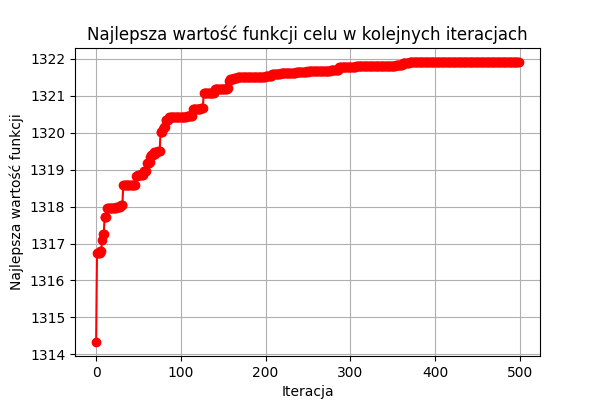 Najlepsza wartość funkcji celu w kolejnych iteracjach
Najlepsza wartość funkcji
1322
1321
1320
1319
1318
1317
1316
1315
1314
0 100 200 300 400 500
Iteracja